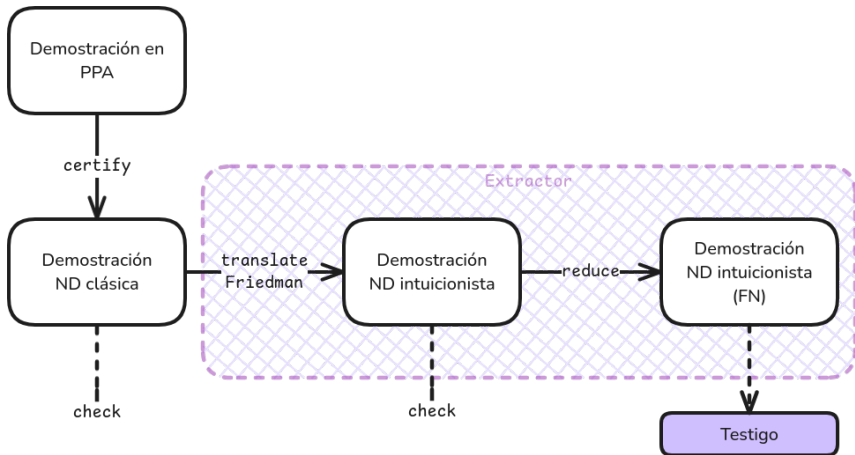 Demostración en
PPA
certify
Extractor
Demostración
ND clásica
translate
Friedman
Demostración
ND intuicionista
reduce
Demostración
ND intuicionista
(FN)
check
check
Testigo